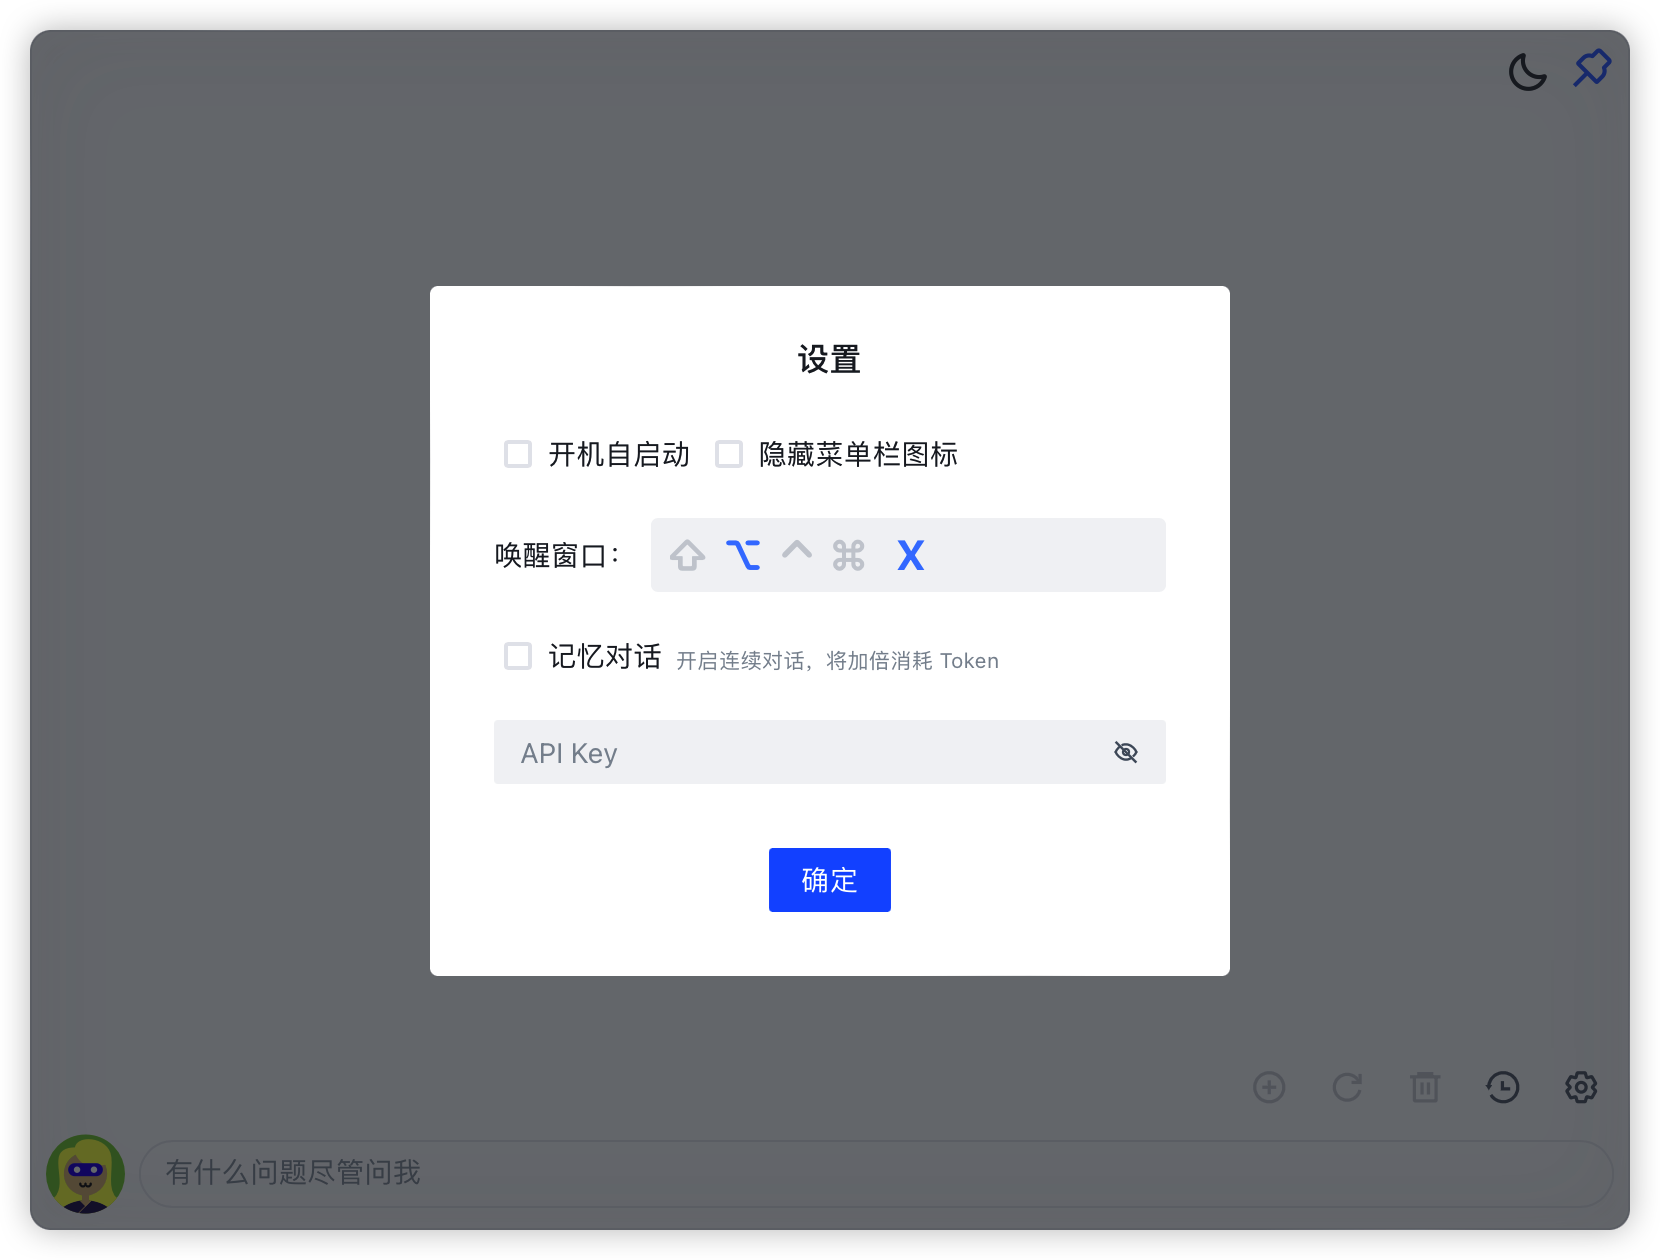 设置
开机自启动 隐藏菜单栏图标
唤醒窗口： ⇧ ⌥ ^ ⌘ X
记忆对话 开启连续对话，将加倍消耗 Token
API Key
确定
有什么问题尽管问我